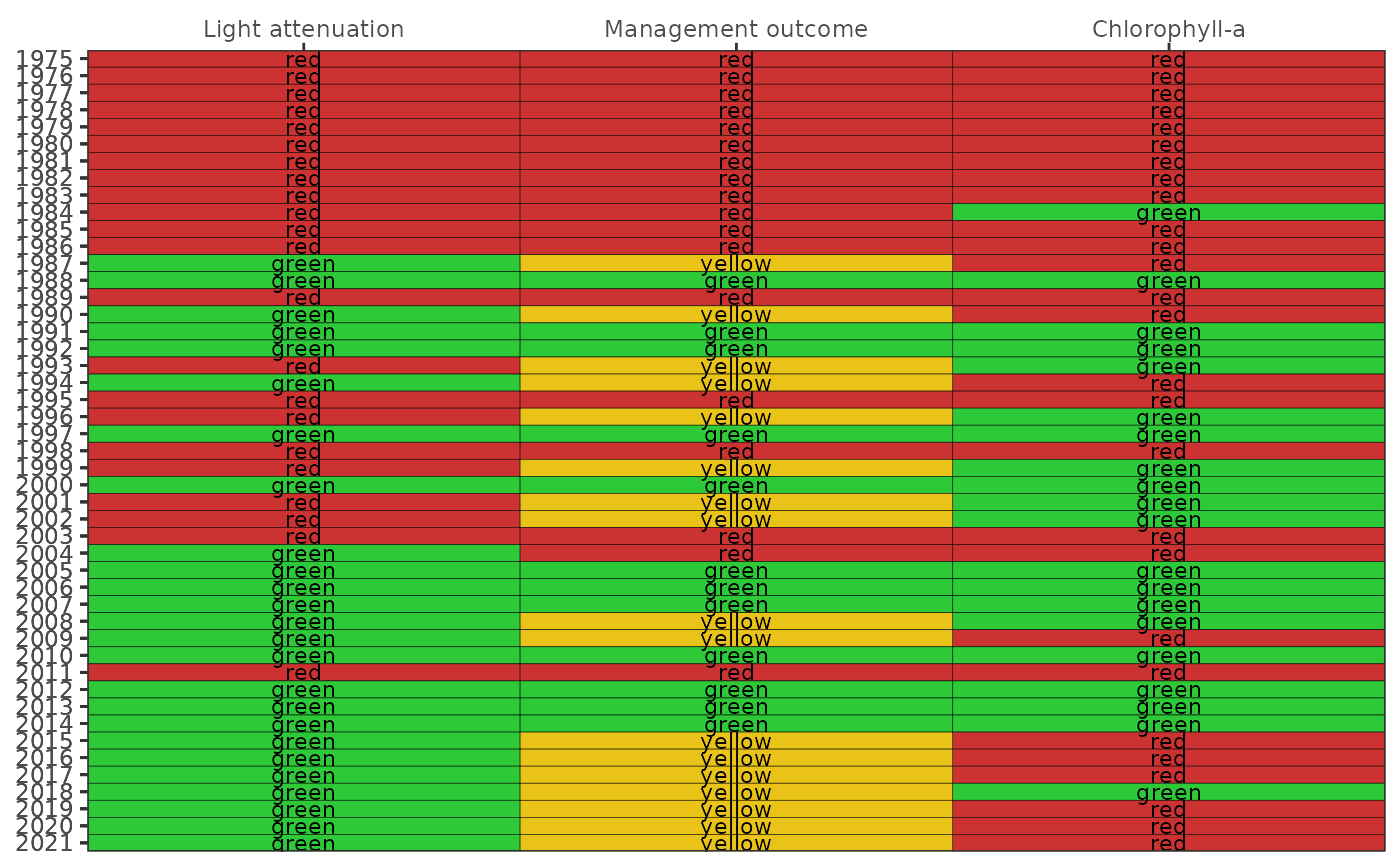 Light attenuation Management outcome Chlorophyll-a
1975 red red red
1976 red red red
1977 red red red
1978 red red red
1979 red red red
1980 red red red
1981 red red red
1982 red red red
1983 red red red
1984 red red green
1985 red red red
1986 red red red
1987 green yellow red
1988 green green green
1989 red red red
1990 green yellow red
1991 green green green
1992 green green green
1993 red yellow green
1994 green yellow red
1995 red red red
1996 red yellow green
1997 green green green
1998 red red red
1999 red yellow green
2000 green green green
2001 red yellow green
2002 red yellow green
2003 red red red
2004 green red red
2005 green green green
2006 green green green
2007 green green green
2008 green yellow green
2009 green yellow red
2010 green green green
2011 red red red
2012 green green green
2013 green green green
2014 green green green
2015 green yellow red
2016 green yellow red
2017 green yellow red
2018 green yellow green
2019 green yellow red
2020 green yellow red
2021 green yellow red